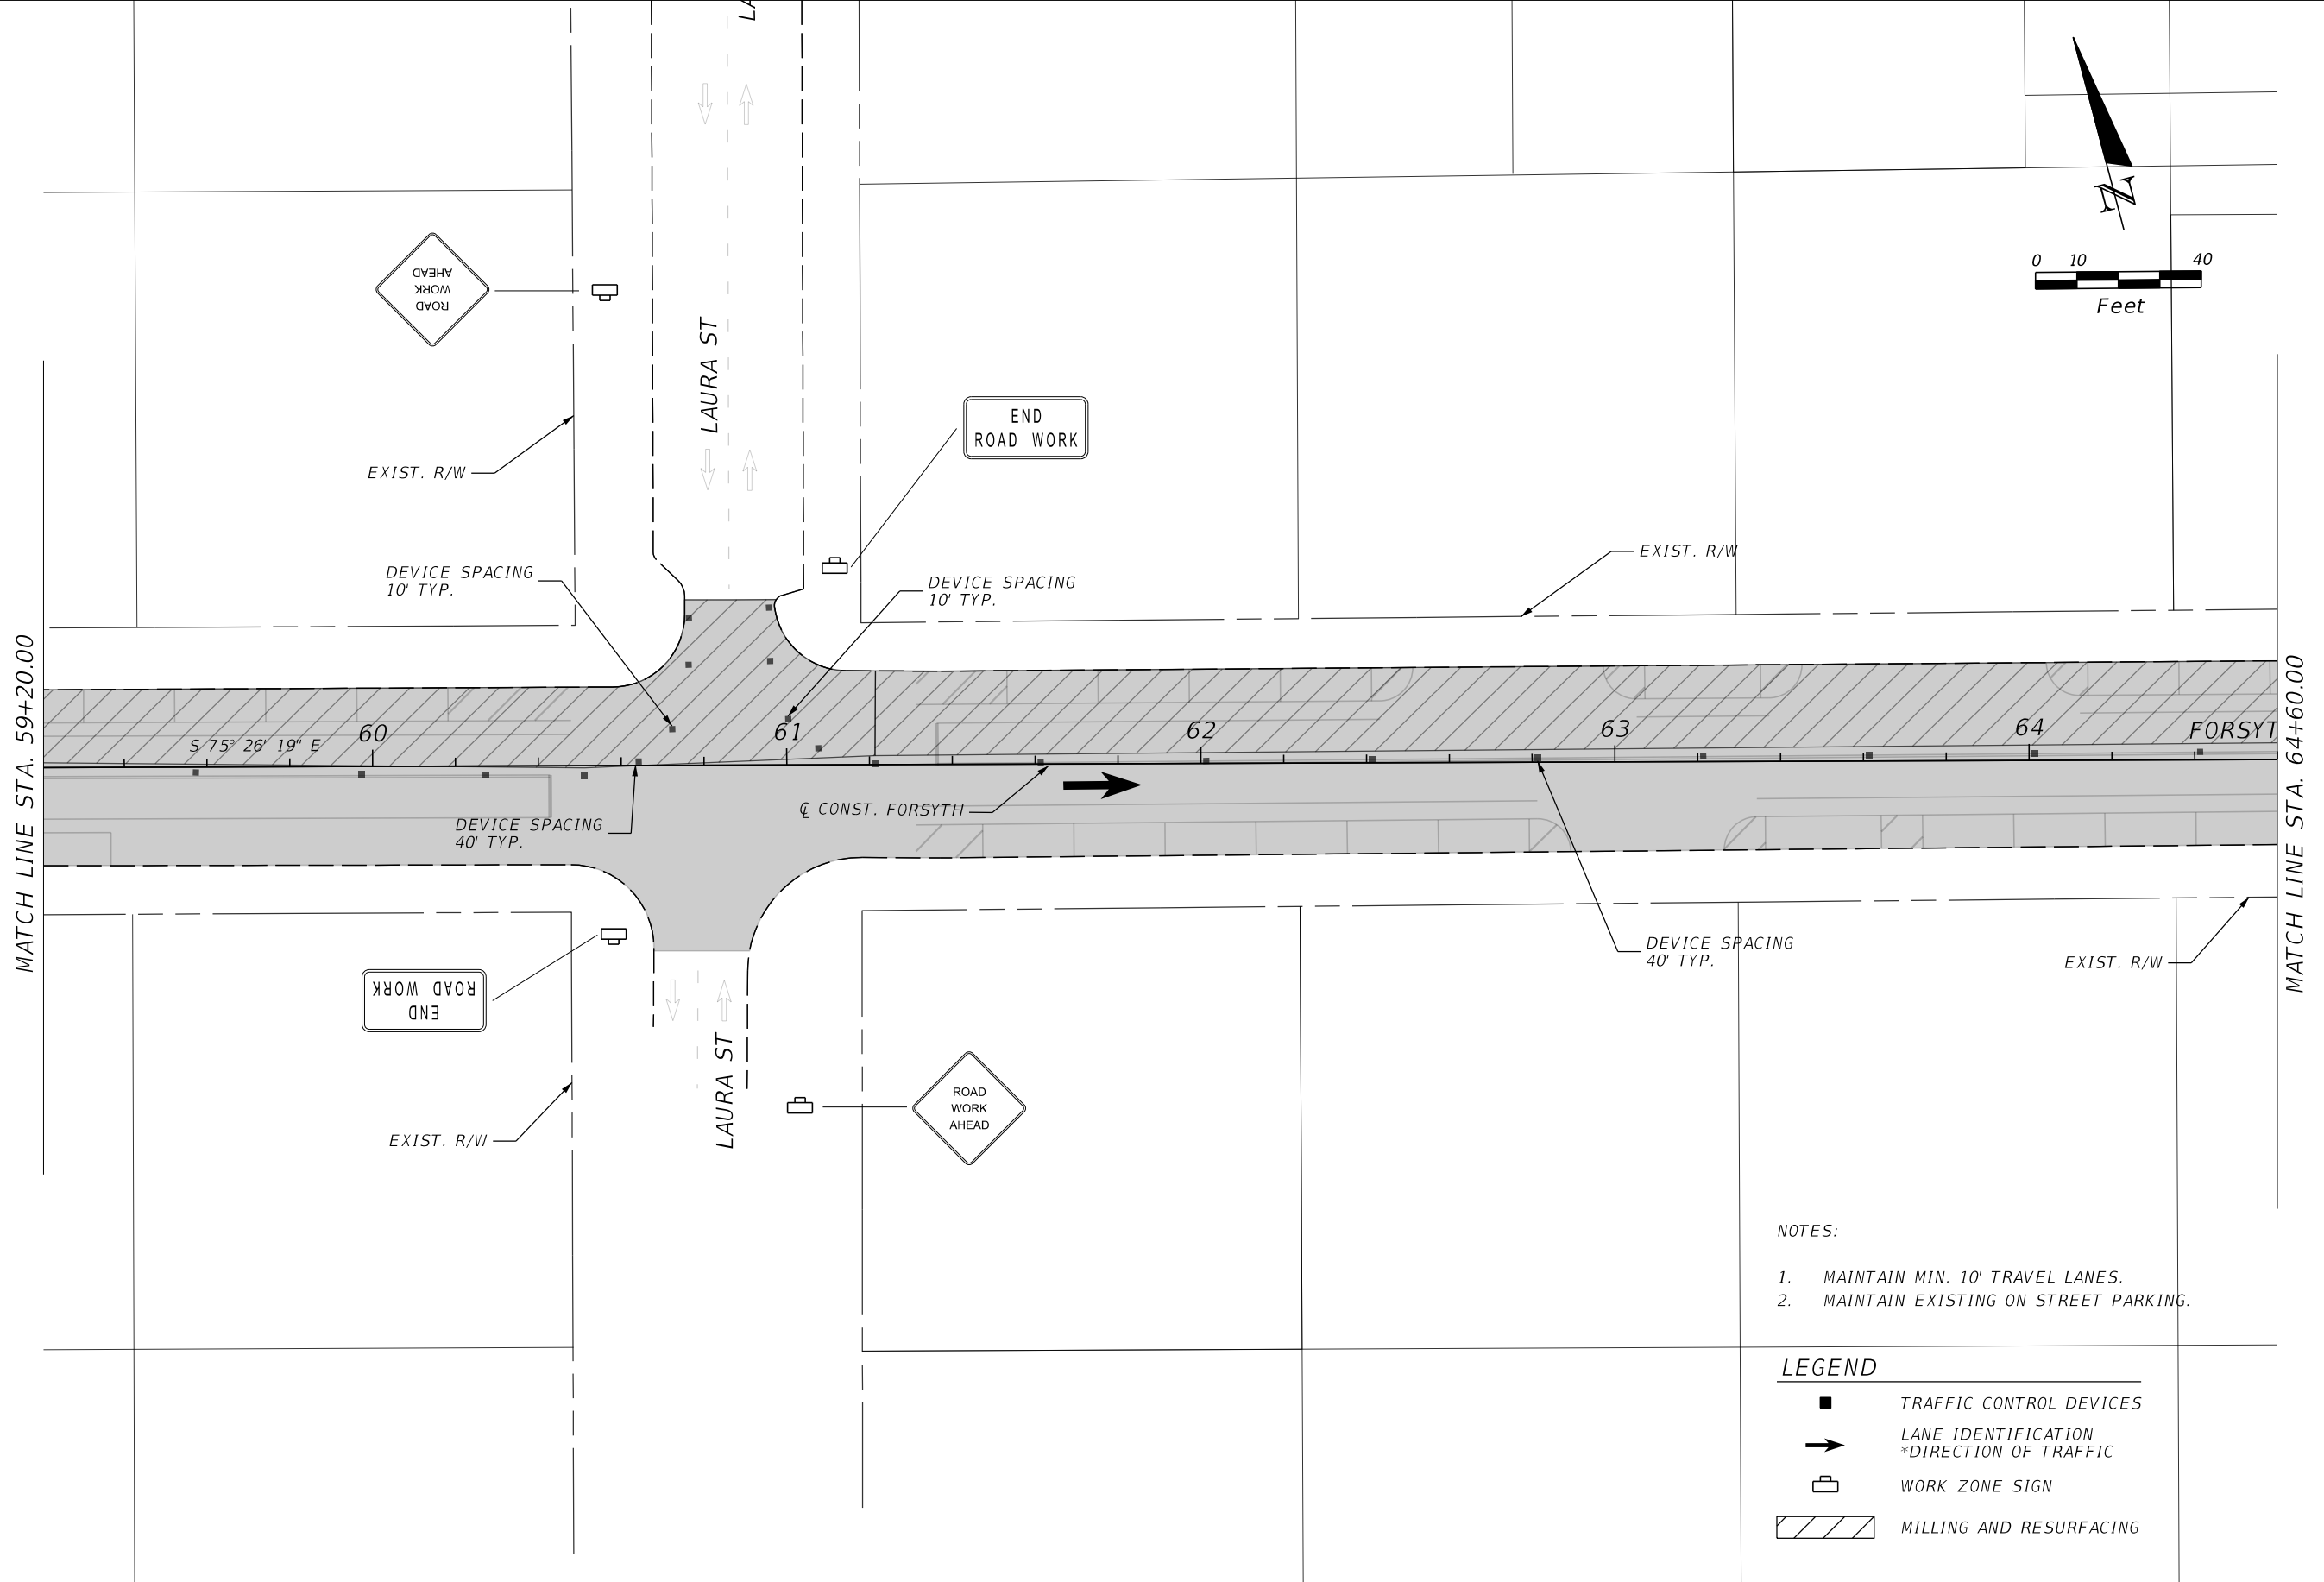 LA
0 10 40
Feet
N
ROAD
WORK
AHEAD
LAURA ST
END
ROAD WORK
EXIST. R/W
EXIST. R/W
DEVICE SPACING
10' TYP.
DEVICE SPACING
10' TYP.
MATCH LINE STA. 59+20.00
MATCH LINE STA. 64+60.00
S 75° 26' 19" E
60
61
62
63
64
FORSYT
℄ CONST. FORSYTH
DEVICE SPACING
40' TYP.
DEVICE SPACING
40' TYP.
EXIST. R/W
END
ROAD WORK
LAURA ST
ROAD
WORK
AHEAD
EXIST. R/W
NOTES:
1. MAINTAIN MIN. 10' TRAVEL LANES.
2. MAINTAIN EXISTING ON STREET PARKING.
LEGEND
TRAFFIC CONTROL DEVICES
LANE IDENTIFICATION
*DIRECTION OF TRAFFIC
WORK ZONE SIGN
MILLING AND RESURFACING